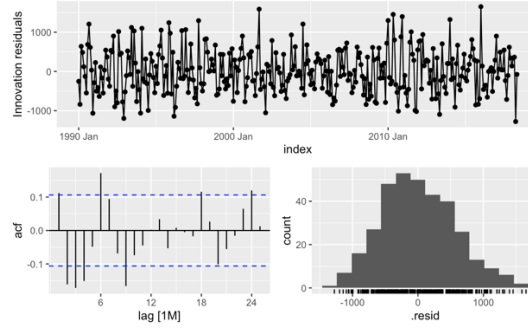 Innovation residuals
1000
0
-1000
1990 Jan
2000 Jan
2010 Jan
index
acf
0.1
0.0
-0.1
6
12
18
24
lag [1M]
count
40
20
0
-1000
0
1000
.resid